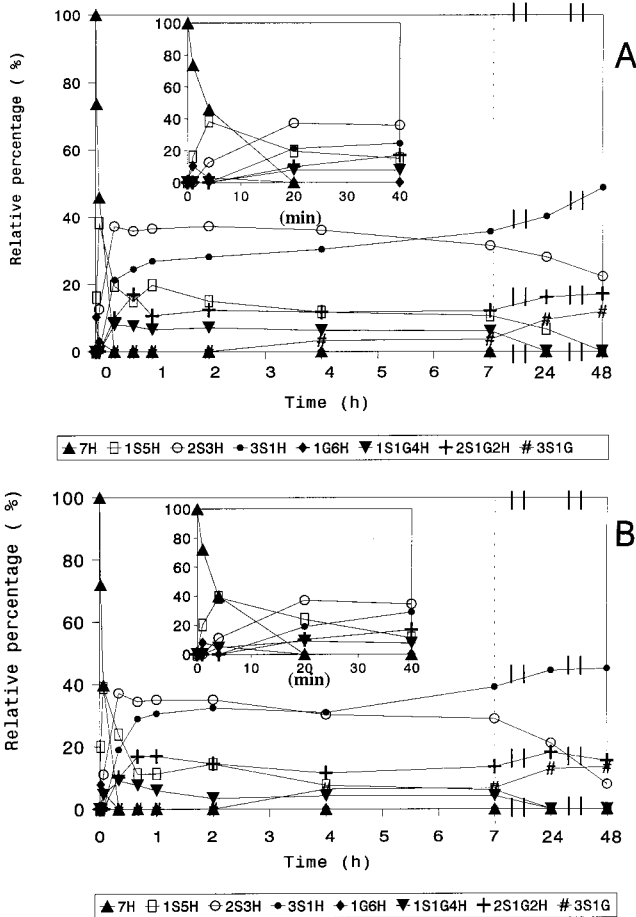 A
Relative percentage ( %)
100
80
60
40
20
0
100
80
60
40
20
0
0 10 20 30 40
(min)
0 1 2 3 4 5 6 7 24 48
Time (h)
▲ 7H □ 1S5H ○ 2S3H ● 3S1H ◆ 1G6H ▼ 1S1G4H + 2S1G2H # 3S1G
B
Relative percentage ( %)
100
80
60
40
20
0
100
80
60
40
20
0
0 10 20 30 40
(min)
0 1 2 3 4 5 6 7 24 48
Time (h)
▲ 7H □ 1S5H ○ 2S3H ● 3S1H ◆ 1G6H ▼ 1S1G4H + 2S1G2H # 3S1G